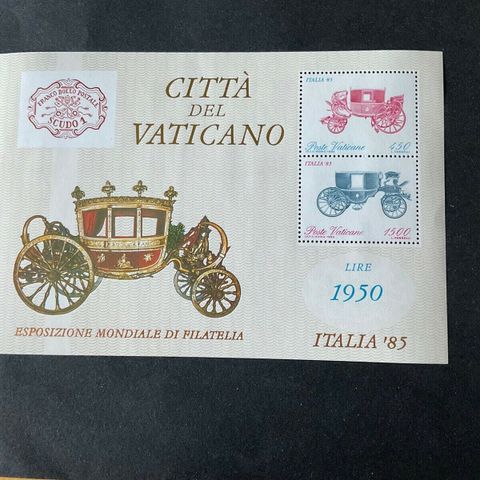 FRANCO BOLLO POSTALE
SCUDO 1
CITTÀ
DEL
VATICANO
ITALIA '85
Poste Vaticane
450
ITALIA '85
Poste Vaticane
1500
LIRE
1950
ESPOSIZIONE MONDIALE DI FILATELIA
ITALIA '85